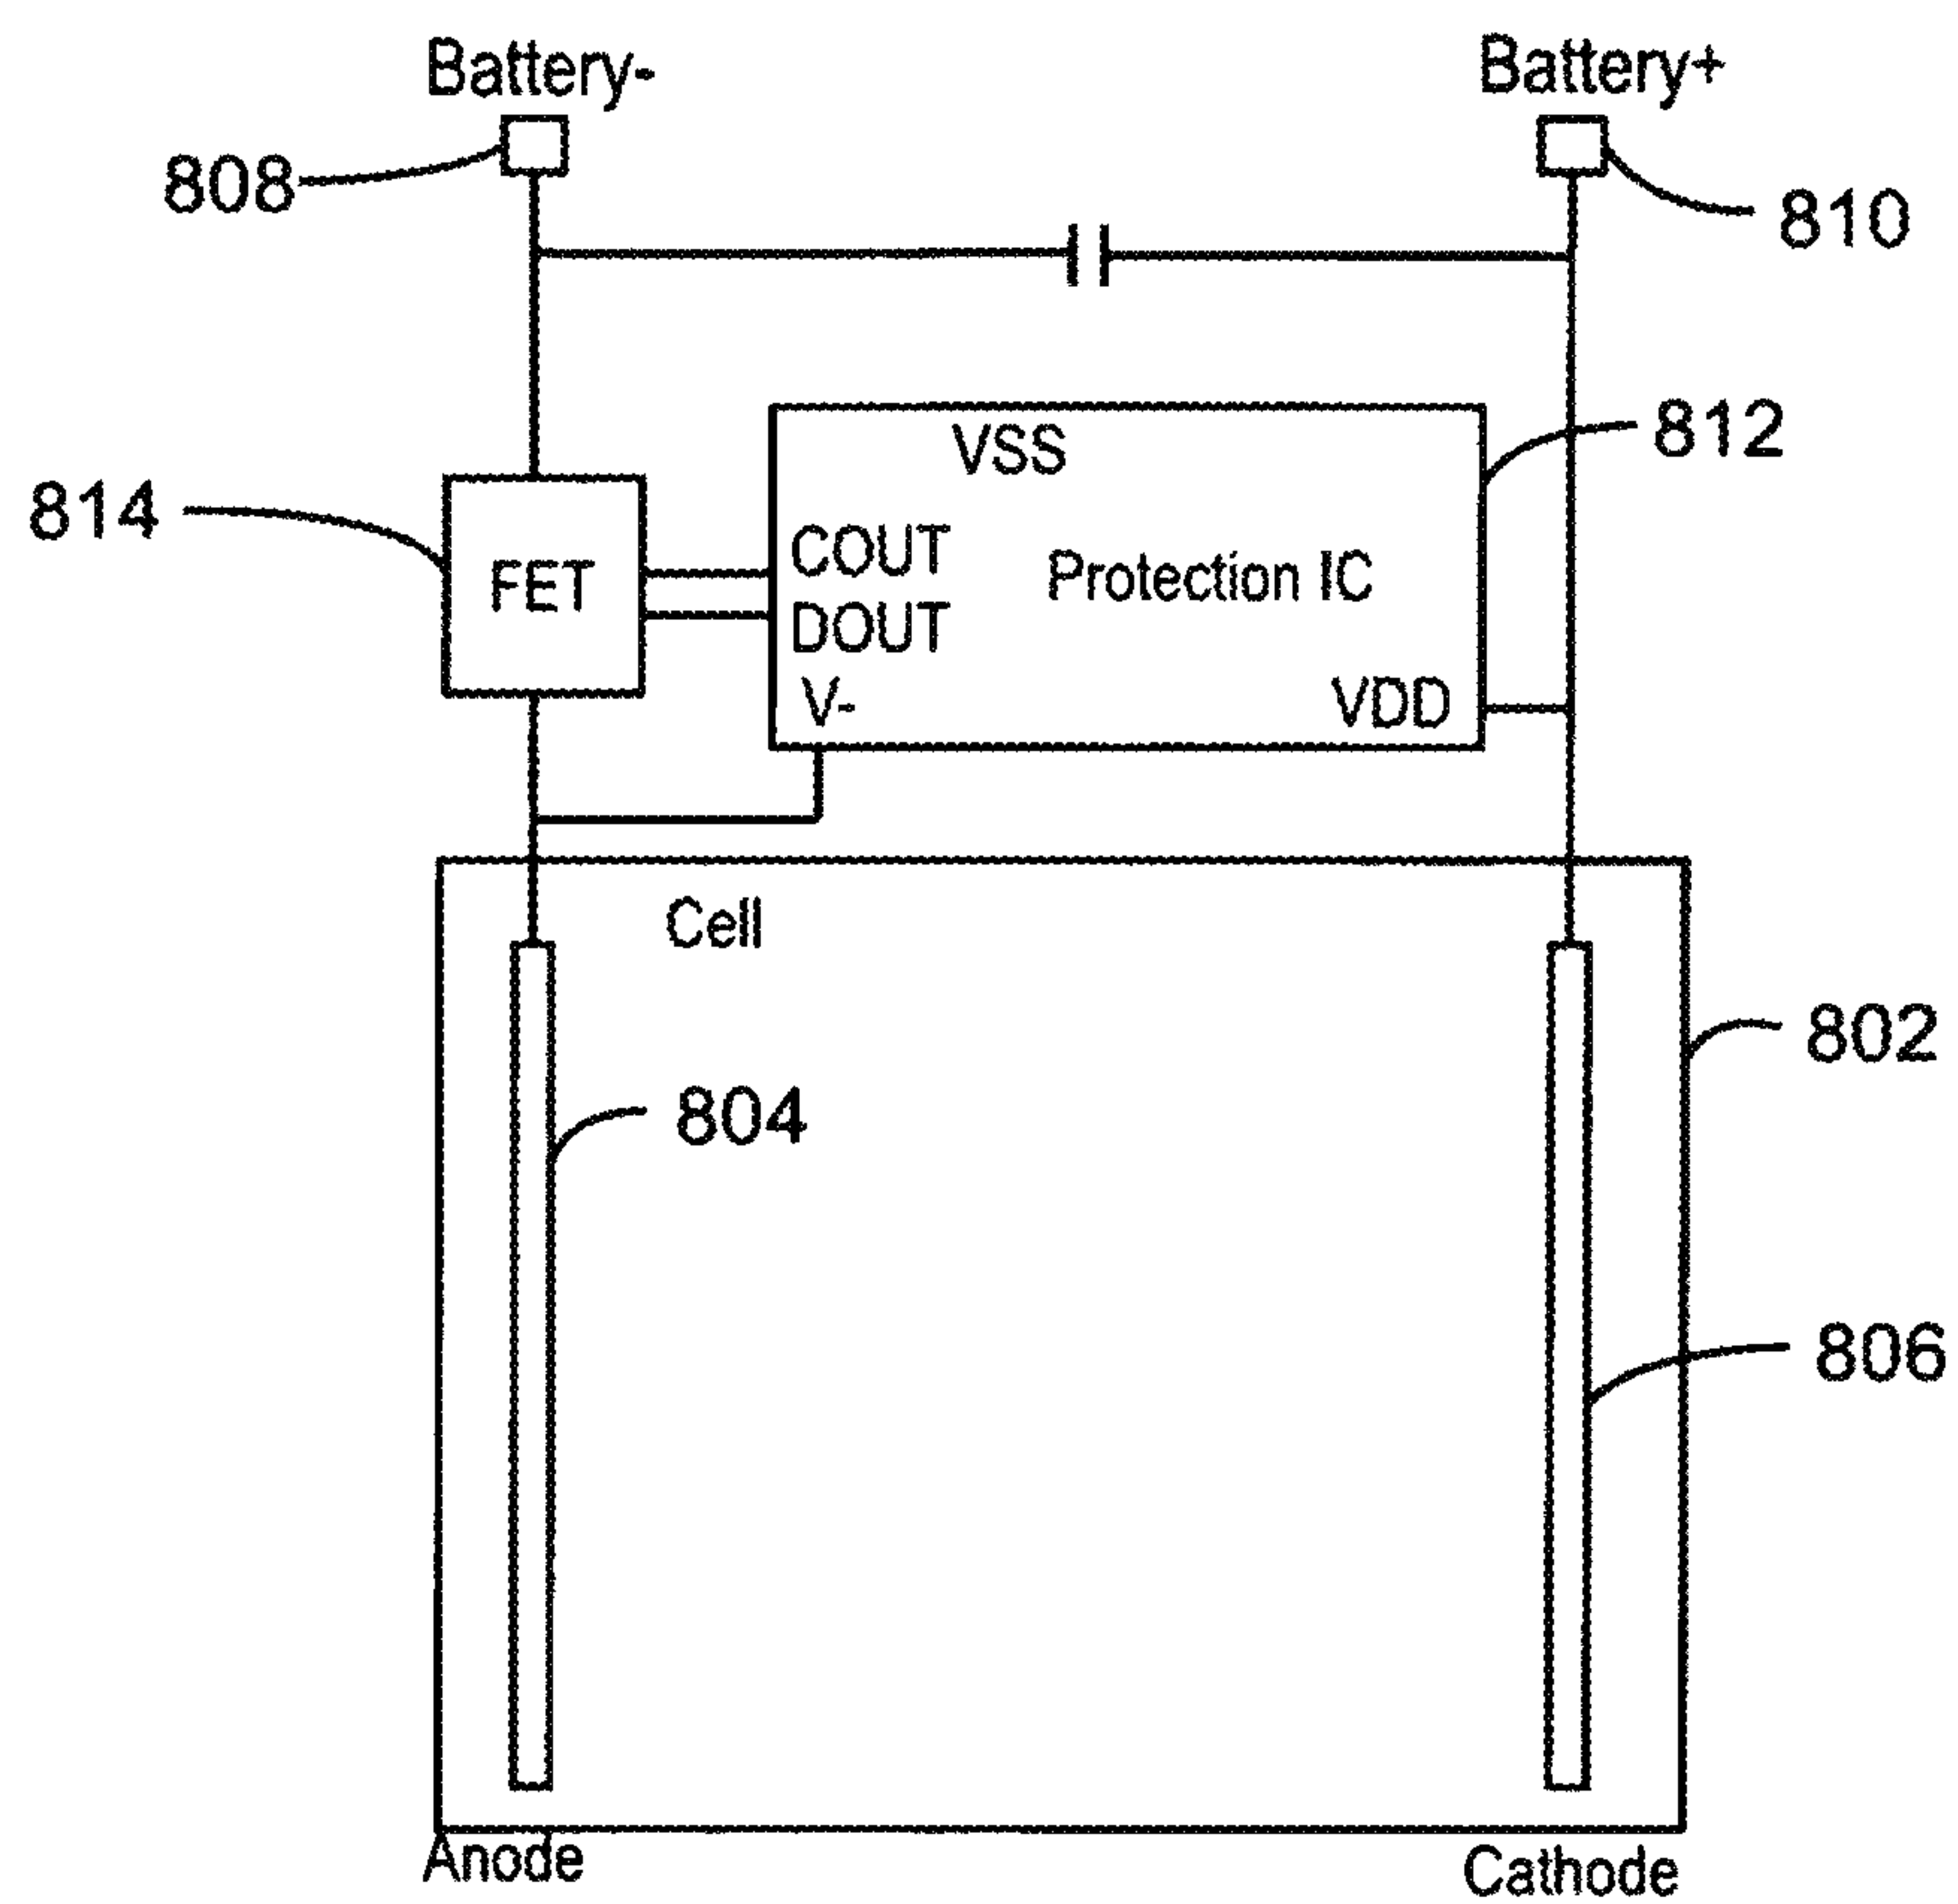 Battery-
Battery+
808
810
812
VSS
814
COUT
FET
Protection IC
DOUT
V-
VDD
Cell
802
804
806
Anode
Cathode